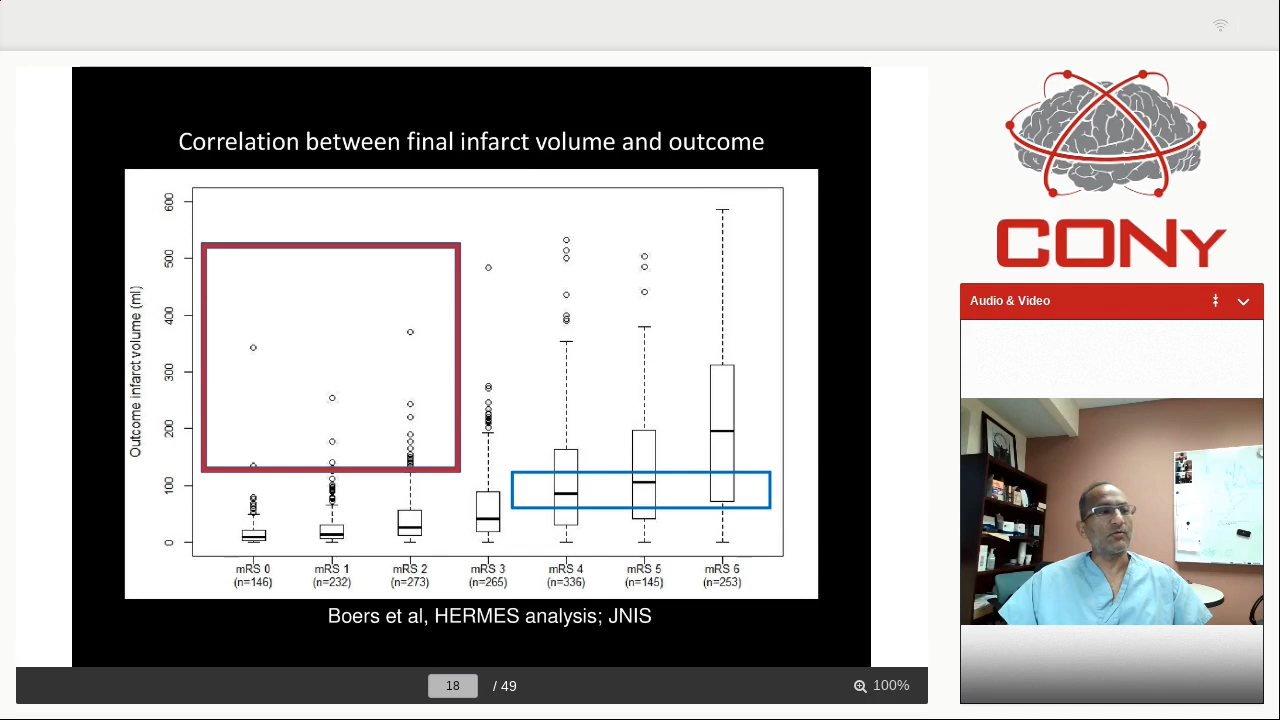 Correlation between final infarct volume and outcome
Outcome infarct volume (ml)
600
500
400
300
200
100
0
mRS 0 mRS 1 mRS 2 mRS 3 mRS 4 mRS 5 mRS 6
(n=146) (n=232) (n=273) (n=265) (n=336) (n=145) (n=253)
Boers et al, HERMES analysis; JNIS
18 / 49
100%
CONy
Audio & Video